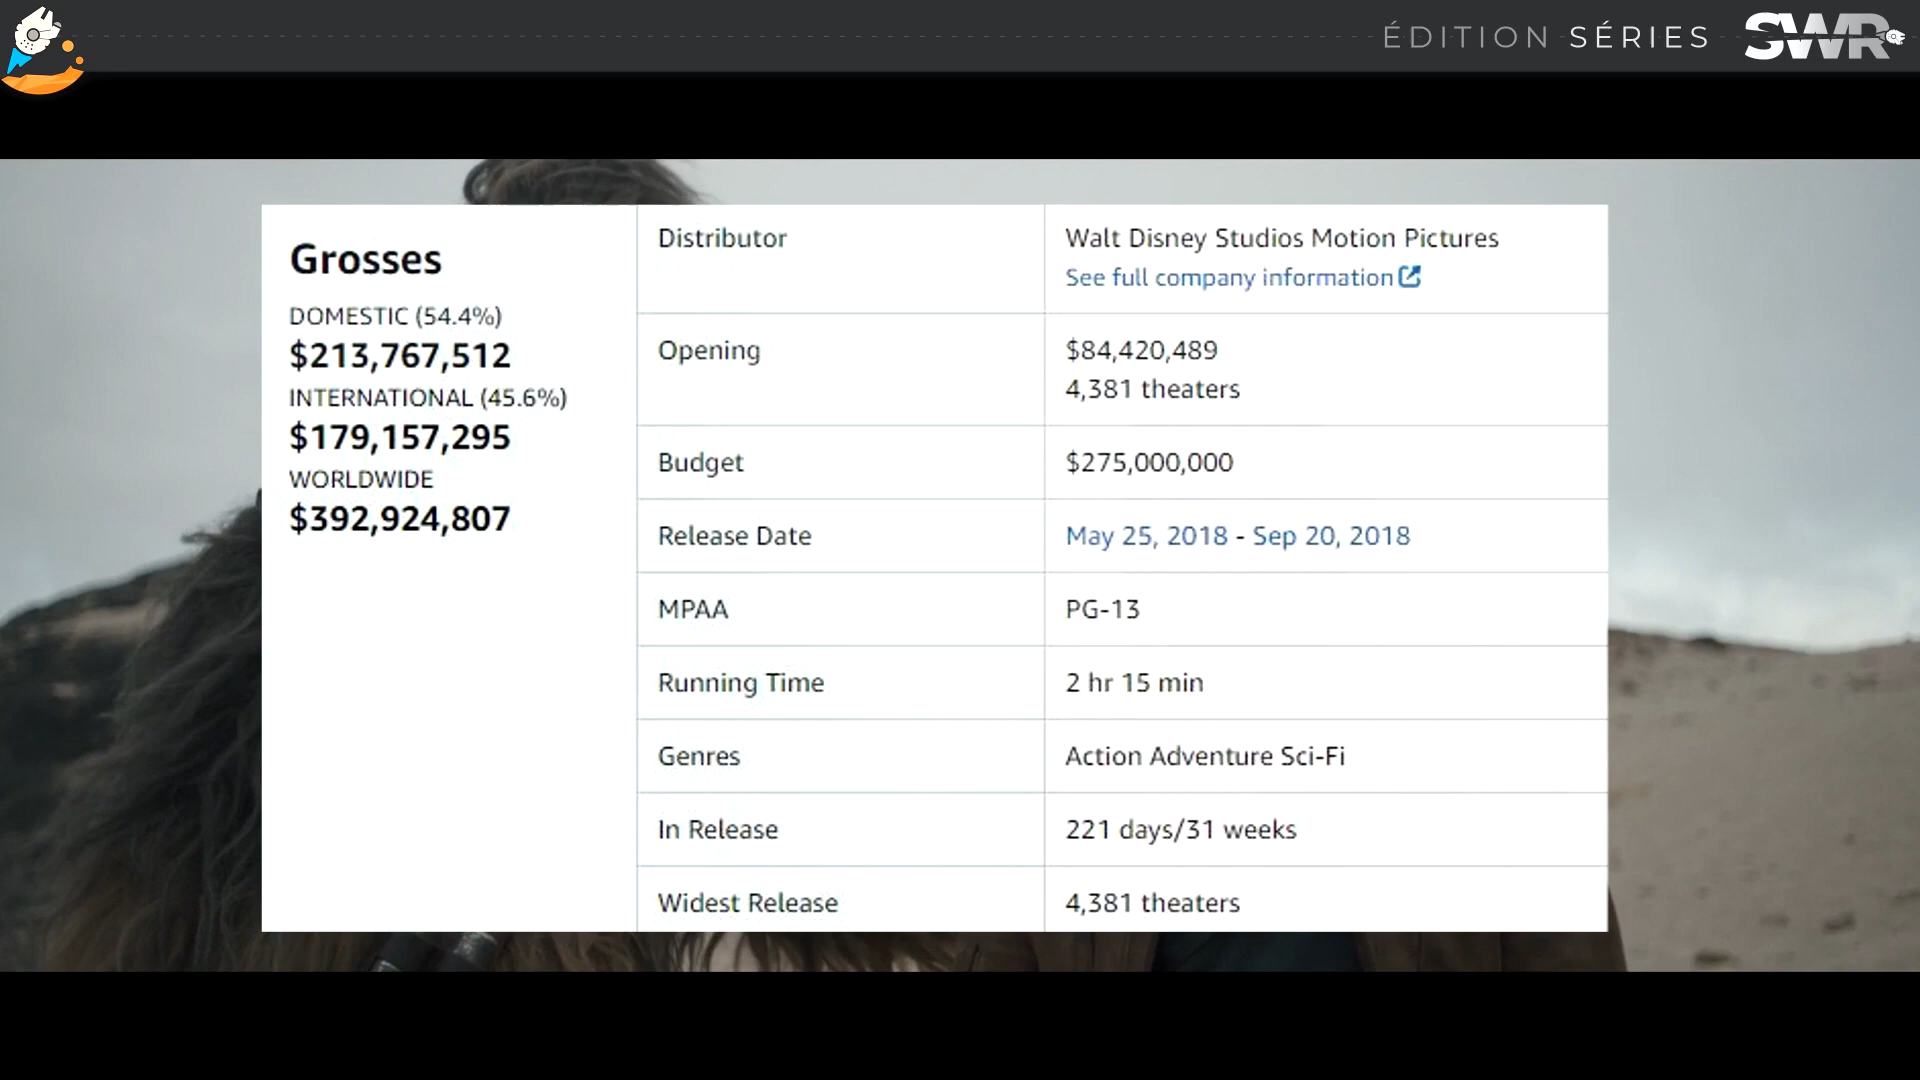 ÉDITION SÉRIES
SWR
Grosses
DOMESTIC (54.4%)
$213,767,512
INTERNATIONAL (45.6%)
$179,157,295
WORLDWIDE
$392,924,807
Distributor
Walt Disney Studios Motion Pictures
See full company information
Opening
$84,420,489
4,381 theaters
Budget
$275,000,000
Release Date
May 25, 2018 - Sep 20, 2018
MPAA
PG-13
Running Time
2 hr 15 min
Genres
Action Adventure Sci-Fi
In Release
221 days/31 weeks
Widest Release
4,381 theaters